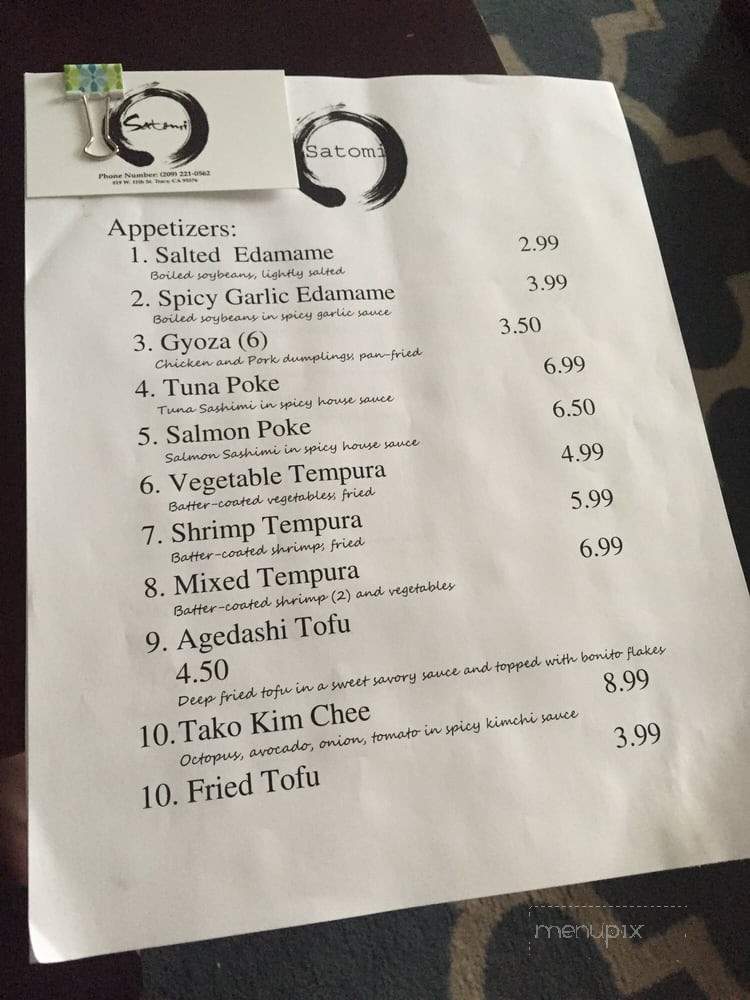 Satomi
Phone Number: (209) 221-0562
819 W. 11th St. Tracy, CA 95376
Satomi
Appetizers:
1. Salted Edamame 2.99
Boiled soybeans, lightly salted
2. Spicy Garlic Edamame 3.99
Boiled soybeans in spicy garlic sauce
3. Gyoza (6) 3.50
Chicken and Pork dumplings, pan-fried
4. Tuna Poke 6.99
Tuna Sashimi in spicy house sauce
5. Salmon Poke 6.50
Salmon Sashimi in spicy house sauce
6. Vegetable Tempura 4.99
Batter-coated vegetables, fried
7. Shrimp Tempura 5.99
Batter-coated shrimp, fried
8. Mixed Tempura 6.99
Batter-coated shrimp (2) and vegetables
9. Agedashi Tofu
4.50
Deep fried tofu in a sweet savory sauce and topped with bonito flakes
10. Tako Kim Chee 8.99
Octopus, avocado, onion, tomato in spicy kimchi sauce
10. Fried Tofu 3.99
menupix